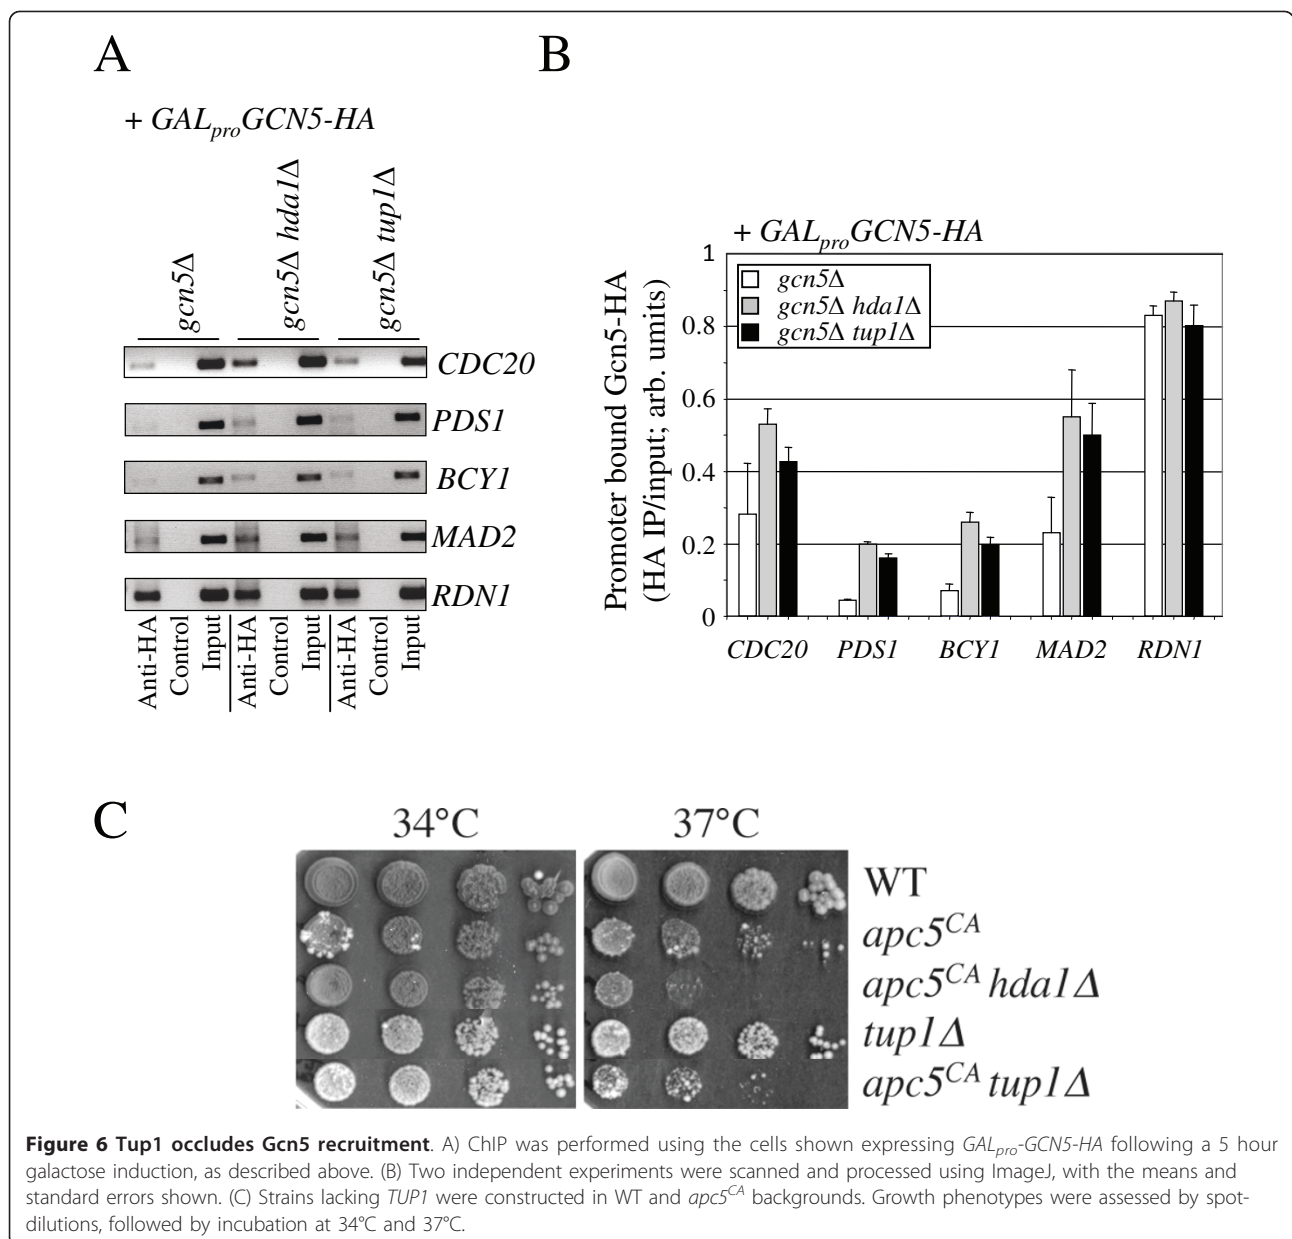 A
B
+ GALproGCN5-HA
gcn5Δ
gcn5Δ hda1Δ
gcn5Δ tup1Δ
CDC20
PDS1
BCY1
MAD2
RDN1
Anti-HA
Control
Input
Anti-HA
Control
Input
Anti-HA
Control
Input
+ GALproGCN5-HA
Promoter bound Gcn5-HA
(HA IP/input; arb. units)
1
0.8
0.6
0.4
0.2
0
gcn5Δ
gcn5Δ hda1Δ
gcn5Δ tup1Δ
CDC20 PDS1 BCY1 MAD2 RDN1
C
34°C 37°C
WT
apc5CA
apc5CA hda1Δ
tup1Δ
apc5CA tup1Δ
Figure 6 Tup1 occludes Gcn5 recruitment. A) ChIP was performed using the cells shown expressing GALpro-GCN5-HA following a 5 hour
galactose induction, as described above. (B) Two independent experiments were scanned and processed using ImageJ, with the means and
standard errors shown. (C) Strains lacking TUP1 were constructed in WT and apc5CA backgrounds. Growth phenotypes were assessed by spot-
dilutions, followed by incubation at 34°C and 37°C.